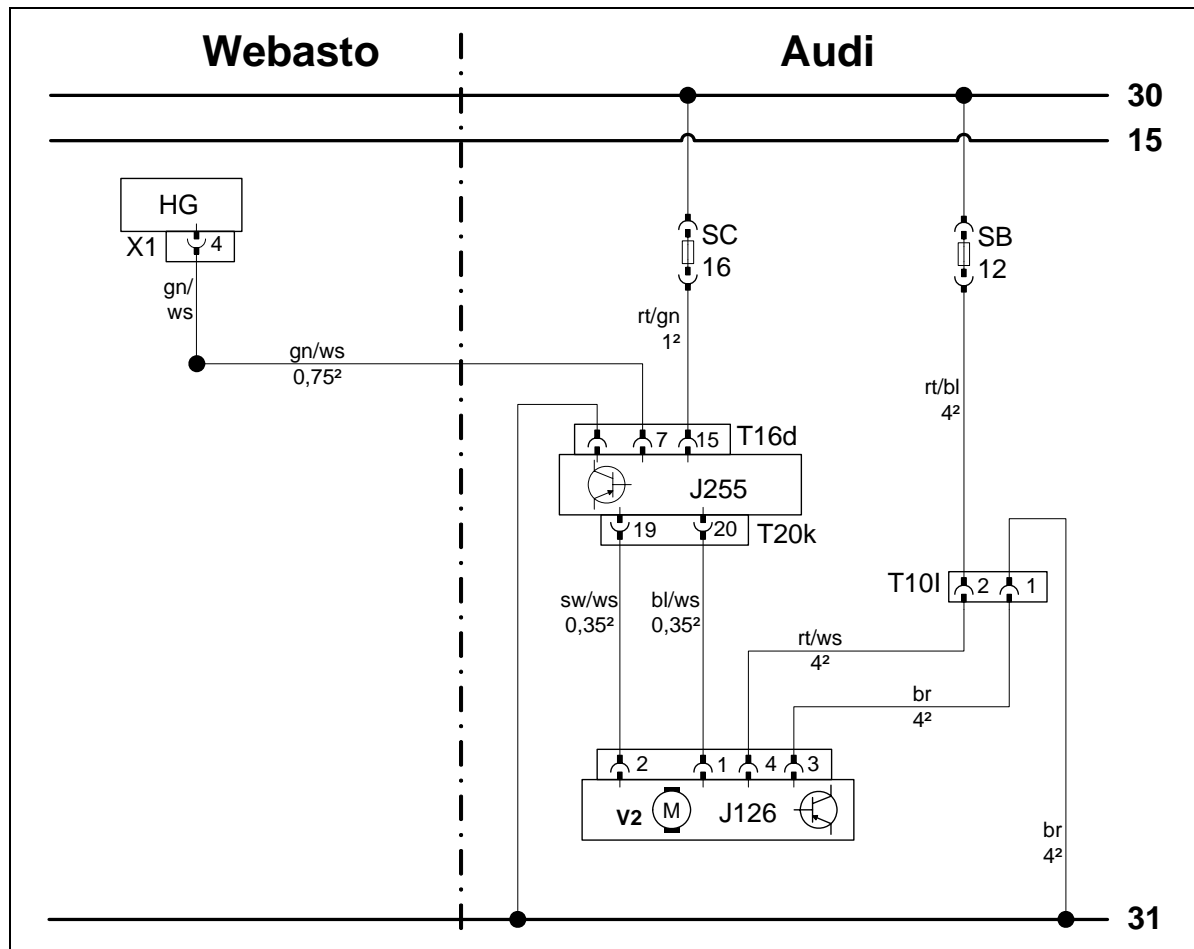 Webasto
Audi
30
15
HG
X1
4
gn/
ws
SC
16
SB
12
rt/gn
1²
gn/ws
0,75²
rt/bl
4²
7
15
T16d
J255
19
20
T20k
T10l
2
1
sw/ws
0,35²
bl/ws
0,35²
rt/ws
4²
br
4²
2
1
4
3
V2
M
J126
br
4²
31